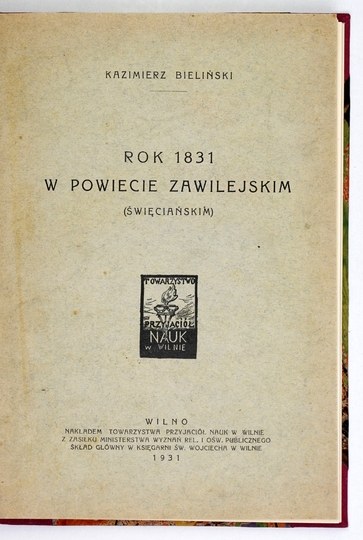 KAZIMIERZ BIELIŃSKI
ROK 1831
W POWIECIE ZAWILEJSKIM
(ŚWIĘCIAŃSKIM)
TOWARZYSTWO
PRZYJACIÓŁ
NAUK
W WILNIE
WILNO
NAKŁADEM TOWARZYSTWA PRZYJACIÓŁ NAUK W WILNIE
Z ZASIŁKU MINISTERSTWA WYZNAŃ REL. I OŚW. PUBLICZNEGO
SKŁAD GŁÓWNY W KSIĘGARNI ŚW. WOJCIECHA W WILNIE
1931